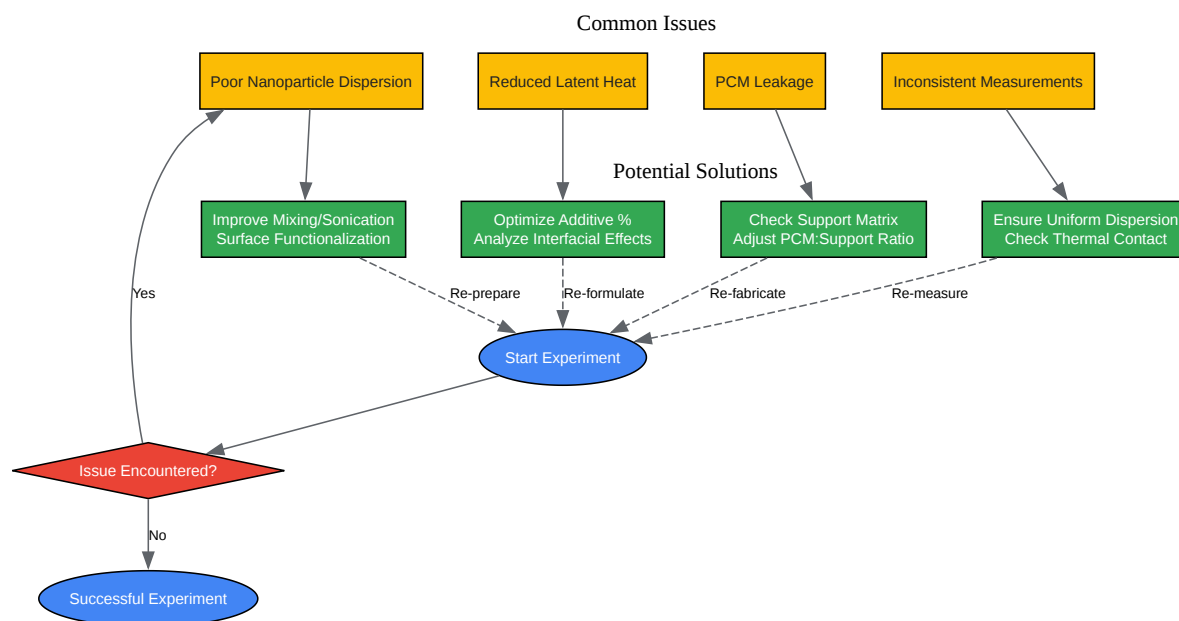 Common Issues
Poor Nanoparticle Dispersion
Reduced Latent Heat
PCM Leakage
Inconsistent Measurements
Potential Solutions
Improve Mixing/Sonication
Surface Functionalization
Optimize Additive %
Analyze Interfacial Effects
Check Support Matrix
Adjust PCM:Support Ratio
Ensure Uniform Dispersion
Check Thermal Contact
Yes
Re-prepare
Re-formulate
Re-fabricate
Re-measure
Start Experiment
Issue Encountered?
No
Successful Experiment